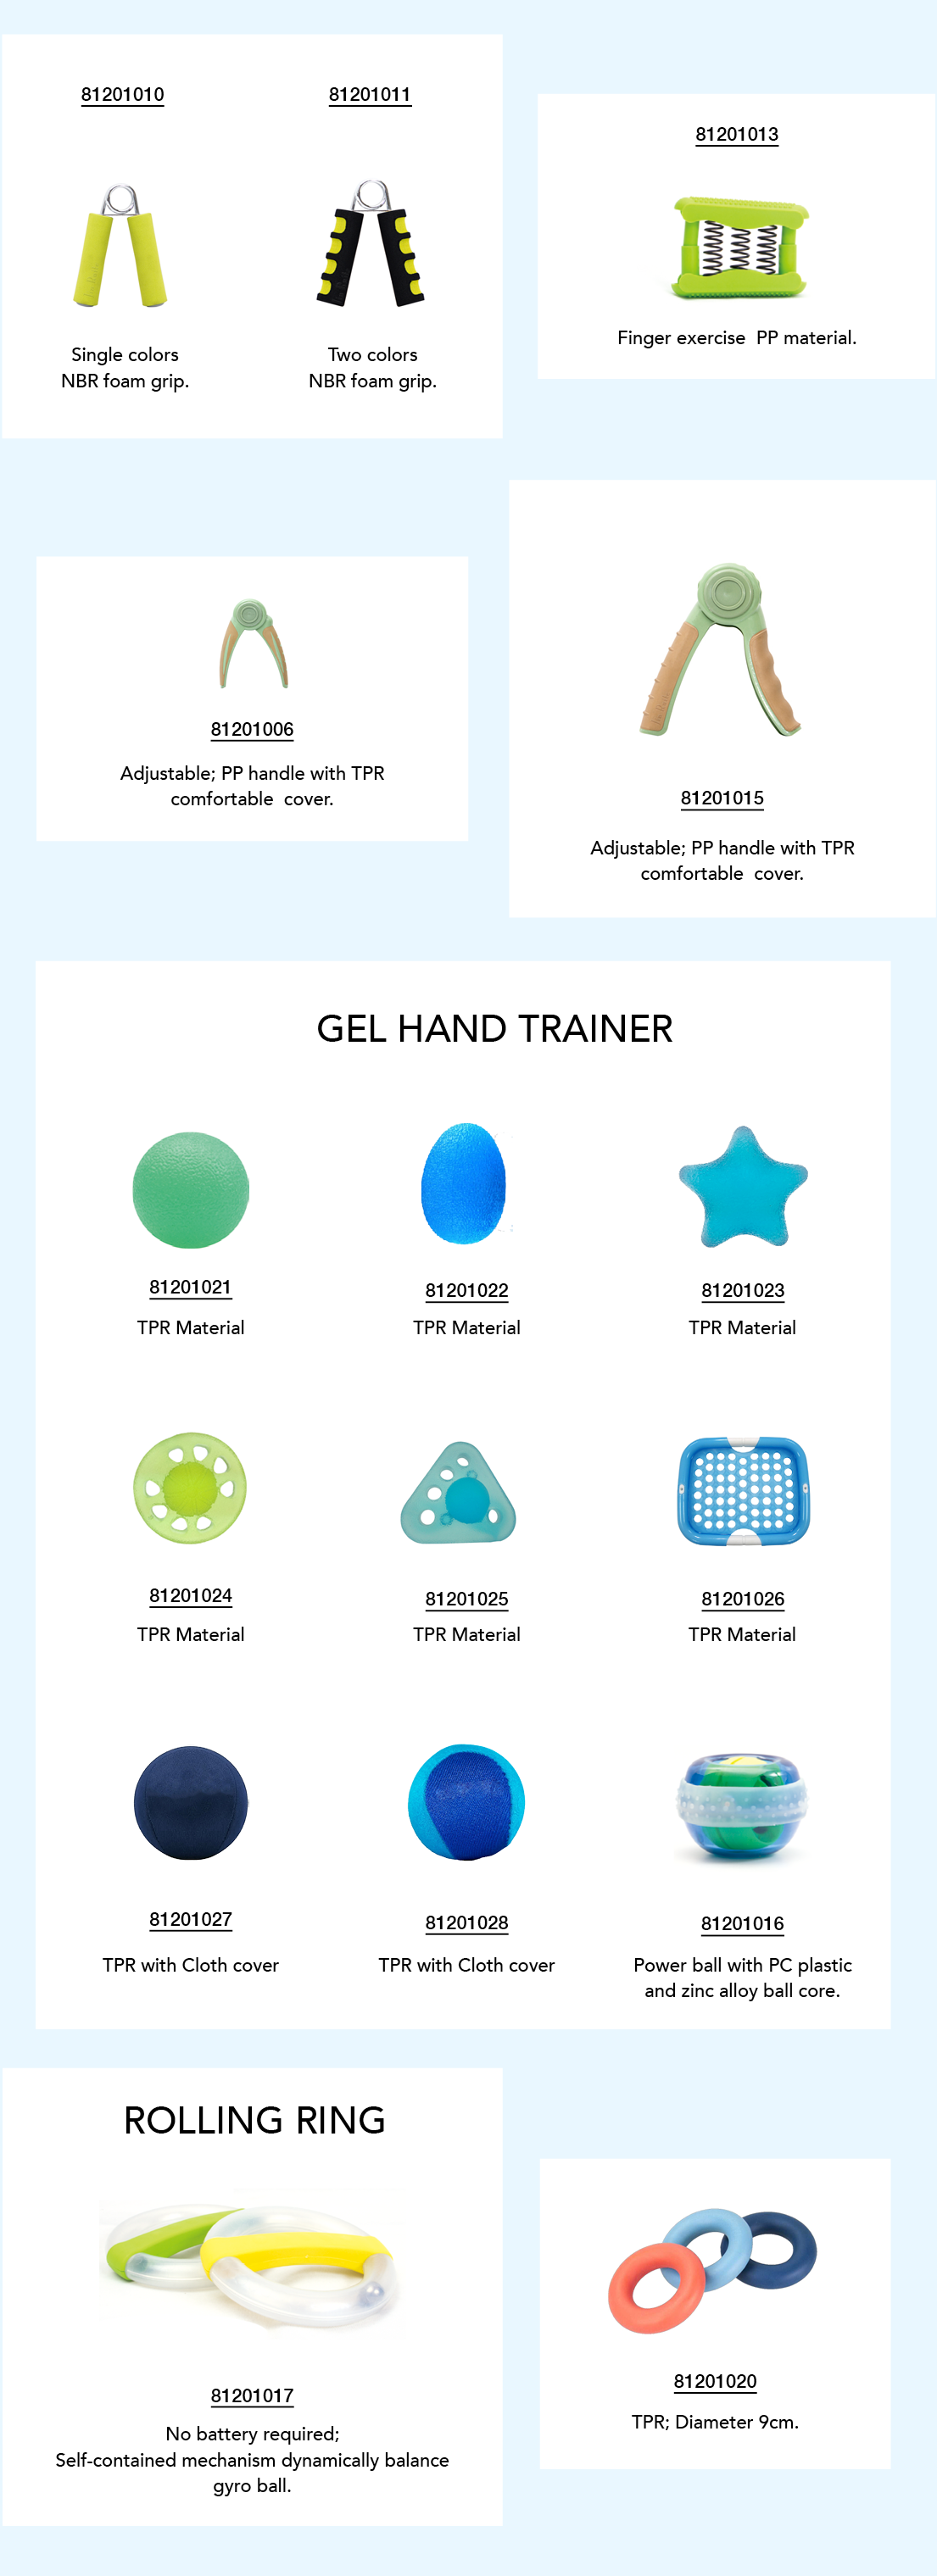 81201010
81201011
81201013
Single colors
NBR foam grip.
Two colors
NBR foam grip.
Finger exercise  PP material.
81201006
Adjustable; PP handle with TPR
comfortable  cover.
81201015
Adjustable; PP handle with TPR
comfortable  cover.
GEL HAND TRAINER
81201021
TPR Material
81201022
TPR Material
81201023
TPR Material
81201024
TPR Material
81201025
TPR Material
81201026
TPR Material
81201027
TPR with Cloth cover
81201028
TPR with Cloth cover
81201016
Power ball with PC plastic
and zinc alloy ball core.
ROLLING RING
81201017
No battery required;
Self-contained mechanism dynamically balance
gyro ball.
81201020
TPR; Diameter 9cm.